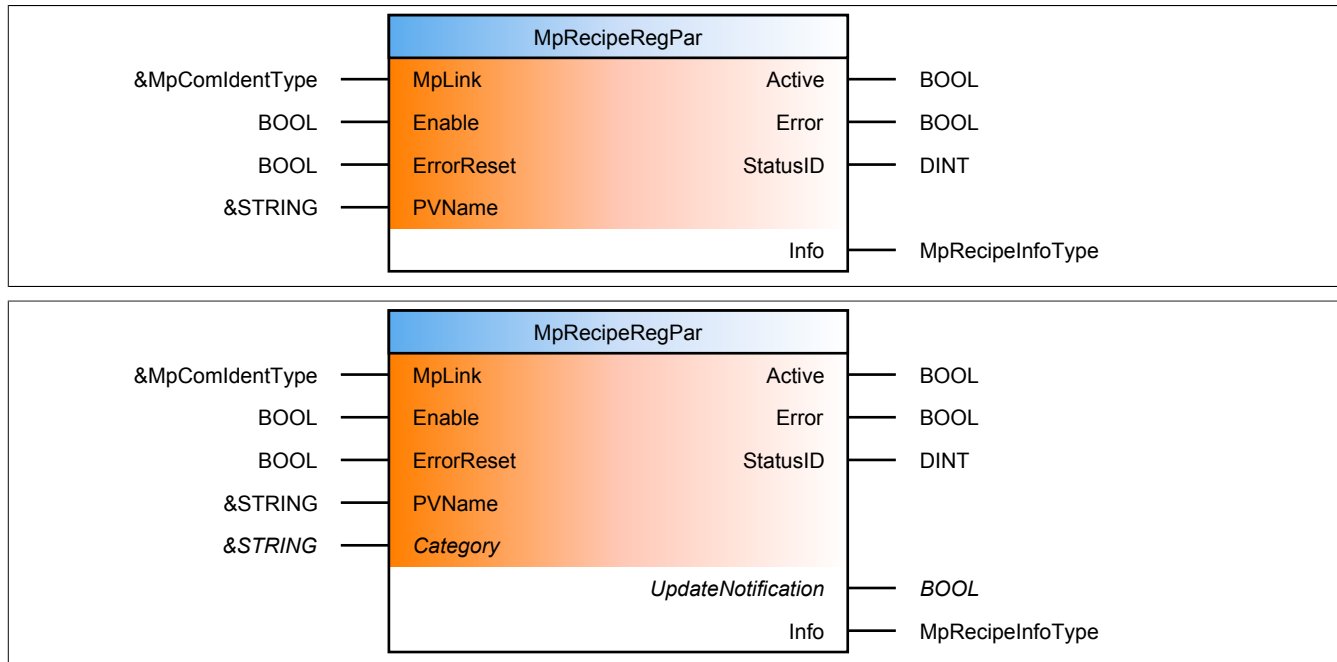 MpRecipeRegPar
&MpComIdentType MpLink Active BOOL
BOOL Enable Error BOOL
BOOL ErrorReset StatusID DINT
&STRING PVName
Info MpRecipeInfoType
MpRecipeRegPar
&MpComIdentType MpLink Active BOOL
BOOL Enable Error BOOL
BOOL ErrorReset StatusID DINT
&STRING PVName
&STRING Category
UpdateNotification BOOL
Info MpRecipeInfoType